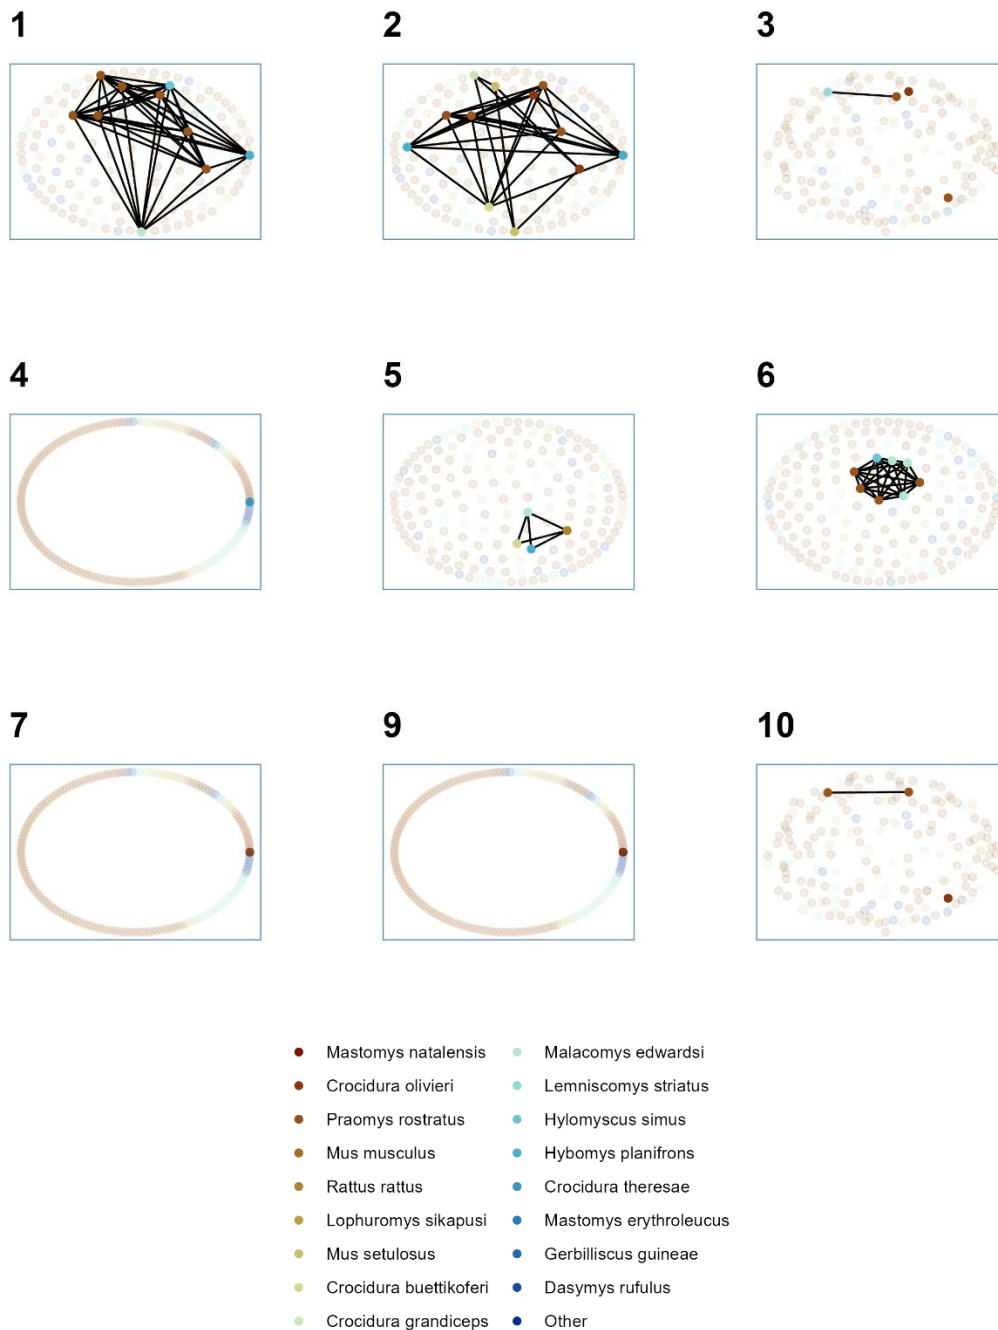 1 2 3
4 5 6
7 9 10
Mastomys natalensis
Crocidura olivieri
Praomys rostratus
Mus musculus
Rattus rattus
Lophuromys sikapusi
Mus setulosus
Crocidura buettikoferi
Crocidura grandiceps
Malacomys edwardsi
Lemniscomys striatus
Hylomyscus simus
Hybomys planifrons
Crocidura theresae
Mastomys erythroleucus
Gerbilliscus guineae
Dasymys rufulus
Other